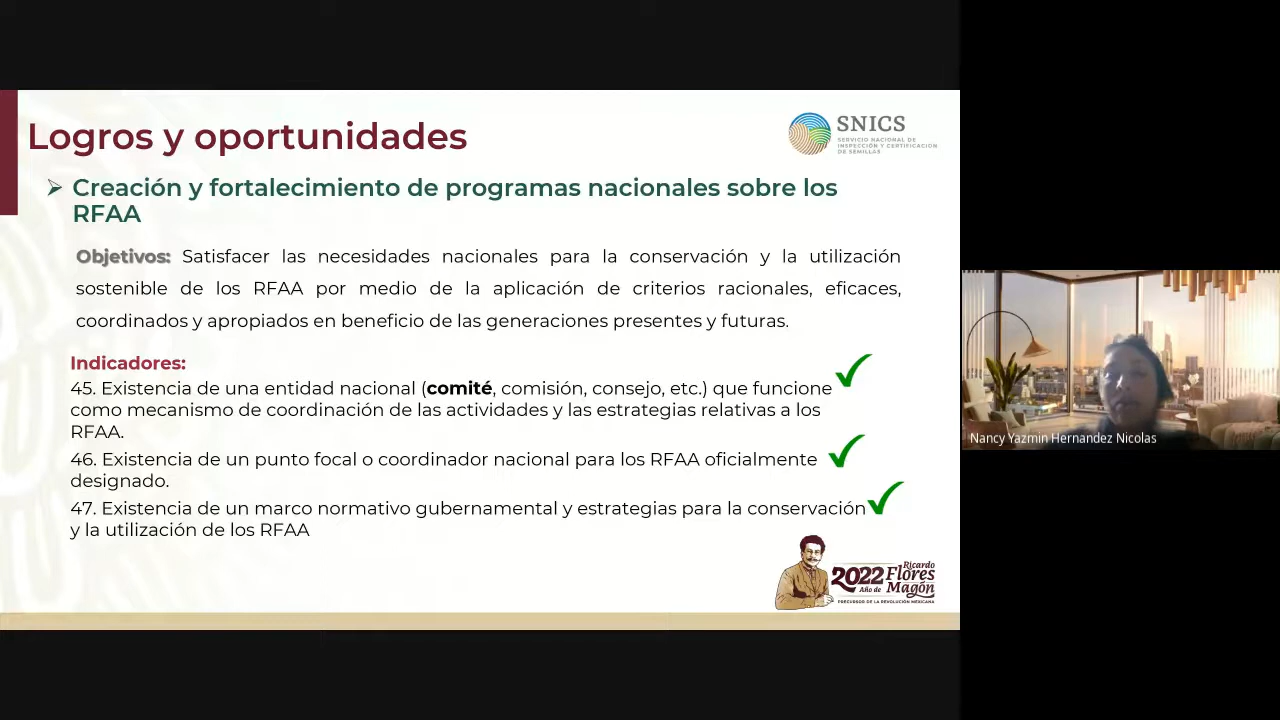 Logros y oportunidades
SNICS
SERVICIO NACIONAL DE
INSPECCIÓN Y CERTIFICACIÓN
DE SEMILLAS
Creación y fortalecimiento de programas nacionales sobre los
RFAA
Objetivos: Satisfacer las necesidades nacionales para la conservación y la utilización
sostenible de los RFAA por medio de la aplicación de criterios racionales, eficaces,
coordinados y apropiados en beneficio de las generaciones presentes y futuras.
Indicadores:
45. Existencia de una entidad nacional (comité, comisión, consejo, etc.) que funcione
como mecanismo de coordinación de las actividades y las estrategias relativas a los
RFAA.
46. Existencia de un punto focal o coordinador nacional para los RFAA oficialmente
designado.
47. Existencia de un marco normativo gubernamental y estrategias para la conservación
y la utilización de los RFAA
2022 Ricardo
Año de Flores
Magón
PRECURSOR DE LA REVOLUCIÓN MEXICANA
Nancy Yazmin Hernandez Nicolas